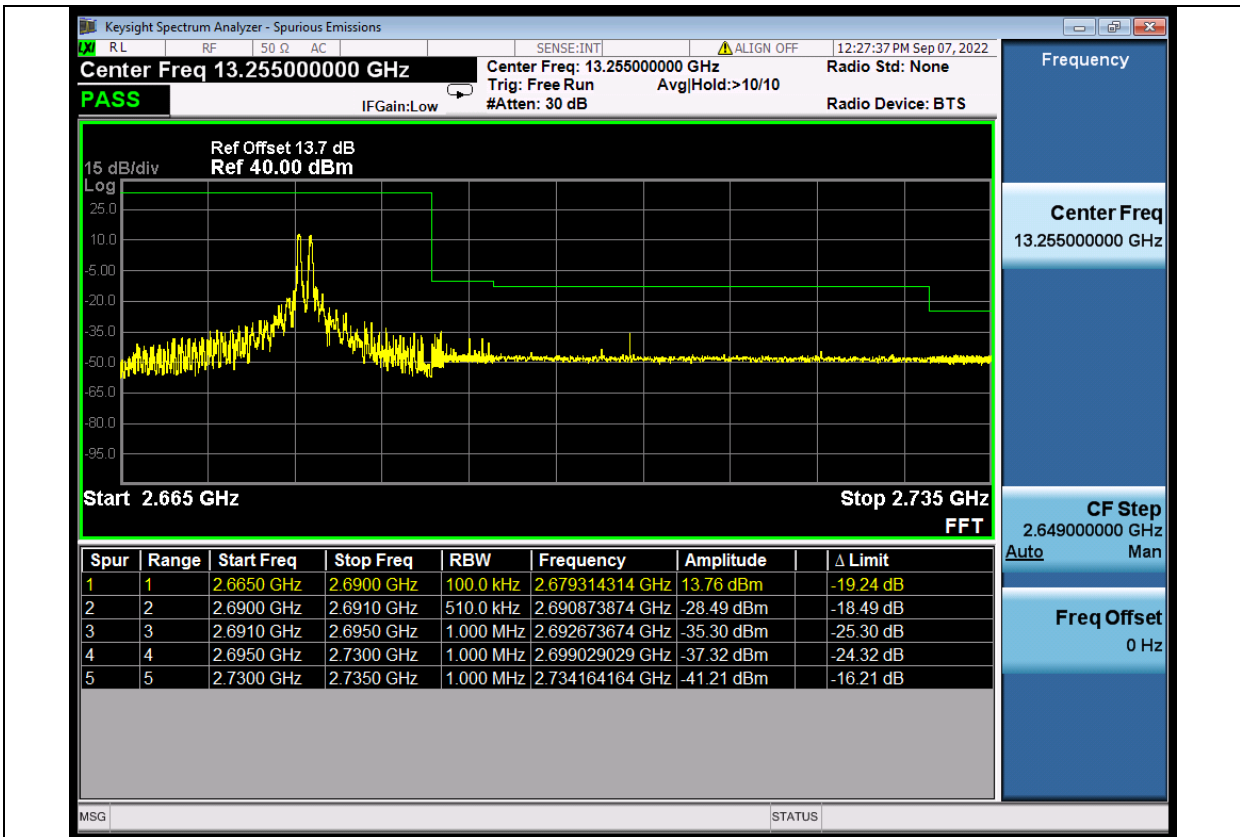 Keysight Spectrum Analyzer - Spurious Emissions
LXI RL RF 50 Ω AC SENSE:INT ALIGN OFF 12:27:37 PM Sep 07, 2022
Center Freq 13.255000000 GHz Center Freq: 13.255000000 GHz Radio Std: None
Trig: Free Run Avg|Hold:>10/10
PASS IFGain:Low #Atten: 30 dB Radio Device: BTS
Frequency
Ref Offset 13.7 dB
15 dB/div Ref 40.00 dBm
Log
25.0
10.0
-5.00
-20.0
-35.0
-50.0
-65.0
-80.0
-95.0
Start 2.665 GHz Stop 2.735 GHz
FFT
Center Freq
13.255000000 GHz
CF Step
2.649000000 GHz
Auto Man
Freq Offset
0 Hz
Spur Range Start Freq Stop Freq RBW Frequency Amplitude Δ Limit
1 1 2.6650 GHz 2.6900 GHz 100.0 kHz 2.679314314 GHz 13.76 dBm -19.24 dB
2 2 2.6900 GHz 2.6910 GHz 510.0 kHz 2.690873874 GHz -28.49 dBm -18.49 dB
3 3 2.6910 GHz 2.6950 GHz 1.000 MHz 2.692673674 GHz -35.30 dBm -25.30 dB
4 4 2.6950 GHz 2.7300 GHz 1.000 MHz 2.699029029 GHz -37.32 dBm -24.32 dB
5 5 2.7300 GHz 2.7350 GHz 1.000 MHz 2.734164164 GHz -41.21 dBm -16.21 dB
MSG STATUS